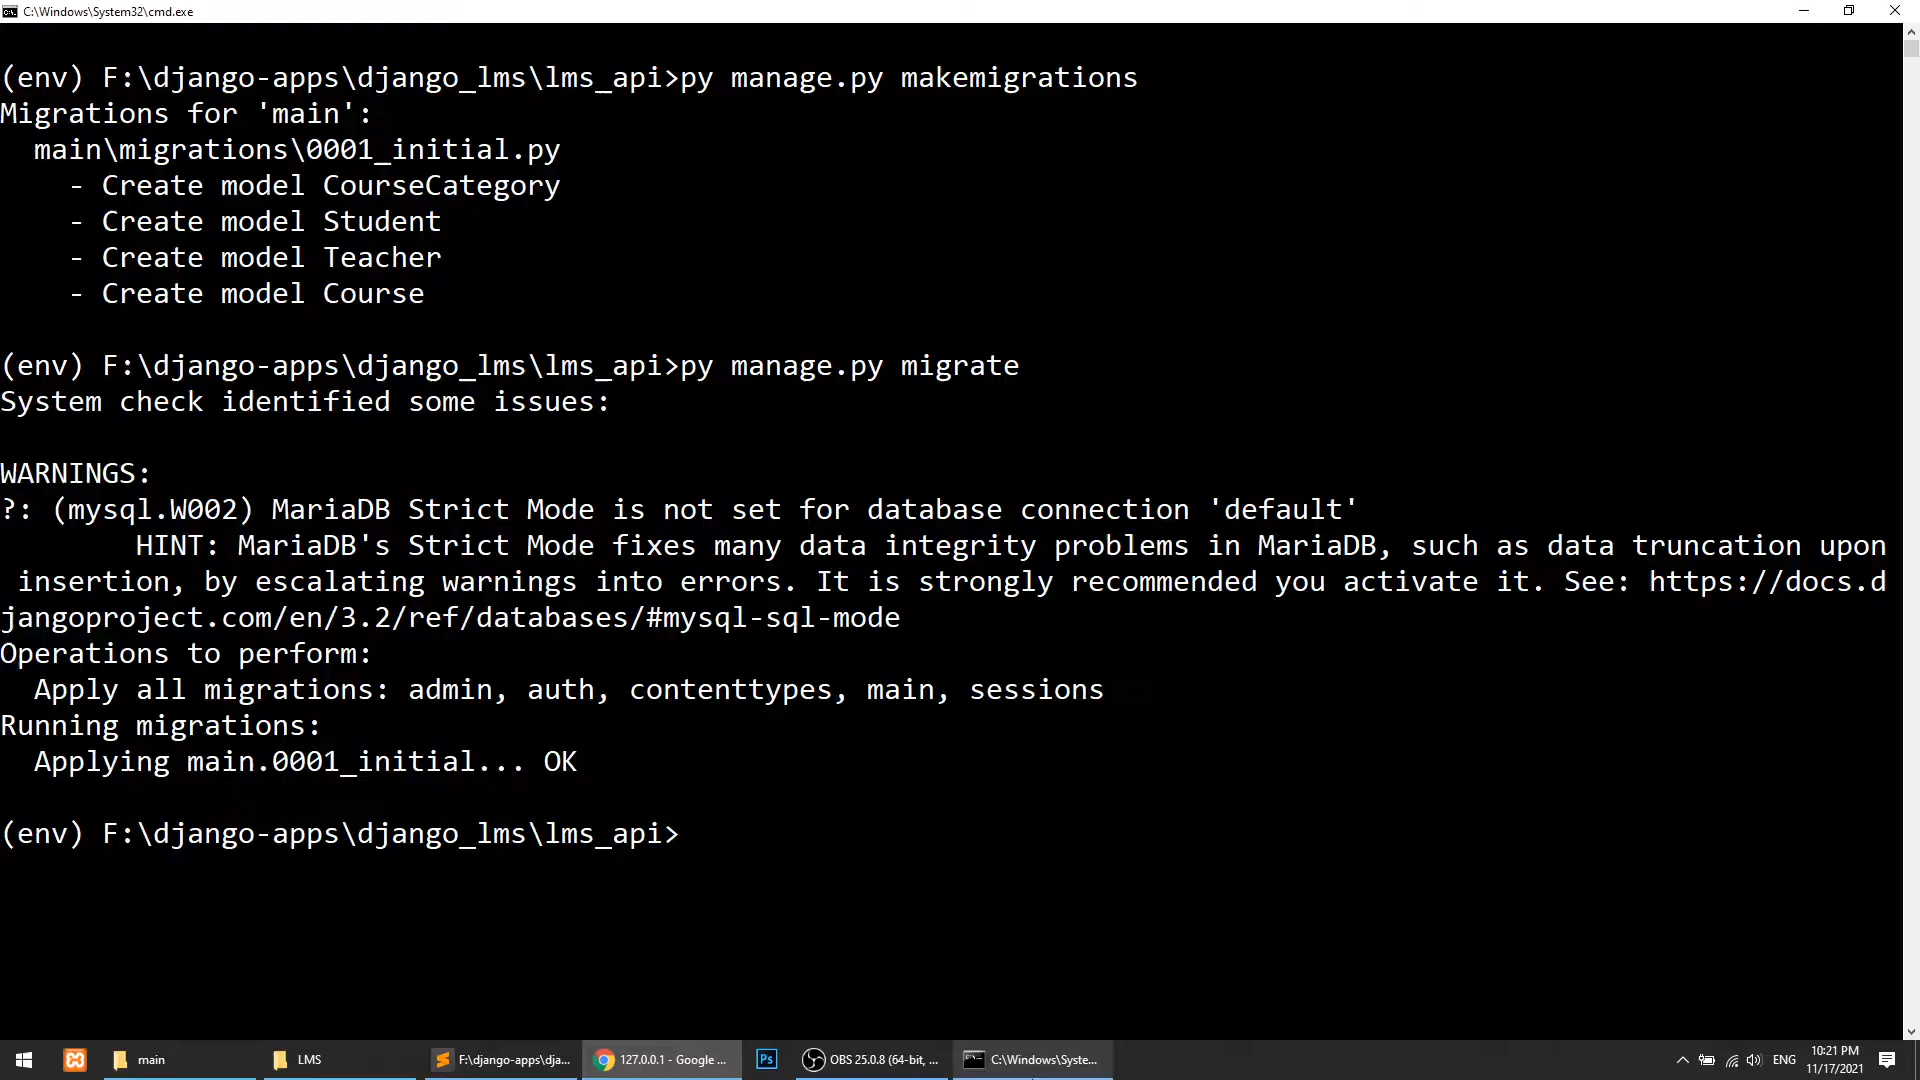 C:\Windows\System32\cmd.exe
(env) F:\django-apps\django_lms\lms_api>py manage.py makemigrations
Migrations for 'main':
  main\migrations\0001_initial.py
    - Create model CourseCategory
    - Create model Student
    - Create model Teacher
    - Create model Course
(env) F:\django-apps\django_lms\lms_api>py manage.py migrate
System check identified some issues:
WARNINGS:
?: (mysql.W002) MariaDB Strict Mode is not set for database connection 'default'
        HINT: MariaDB's Strict Mode fixes many data integrity problems in MariaDB, such as data truncation upon
 insertion, by escalating warnings into errors. It is strongly recommended you activate it. See: https://docs.d
jangoproject.com/en/3.2/ref/databases/#mysql-sql-mode
Operations to perform:
  Apply all migrations: admin, auth, contenttypes, main, sessions
Running migrations:
  Applying main.0001_initial... OK
(env) F:\django-apps\django_lms\lms_api>
main LMS F:\django-apps\dja... 127.0.0.1 - Google ... Ps OBS 25.0.8 (64-bit, ... C:\Windows\Syste... ENG 10:21 PM
11/17/2021